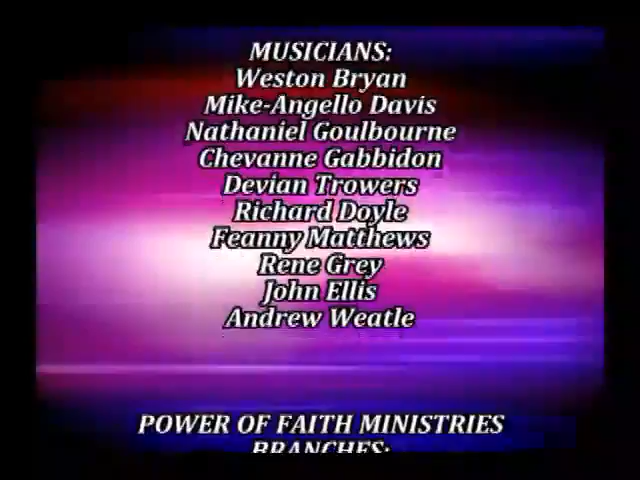 MUSICIANS:
Weston Bryan
Mike-Angello Davis
Nathaniel Goulbourne
Chevanne Gabbidon
Devian Trowers
Richard Doyle
Feanny Matthews
Rene Grey
John Ellis
Andrew Weatle
POWER OF FAITH MINISTRIES
BRANCHES: